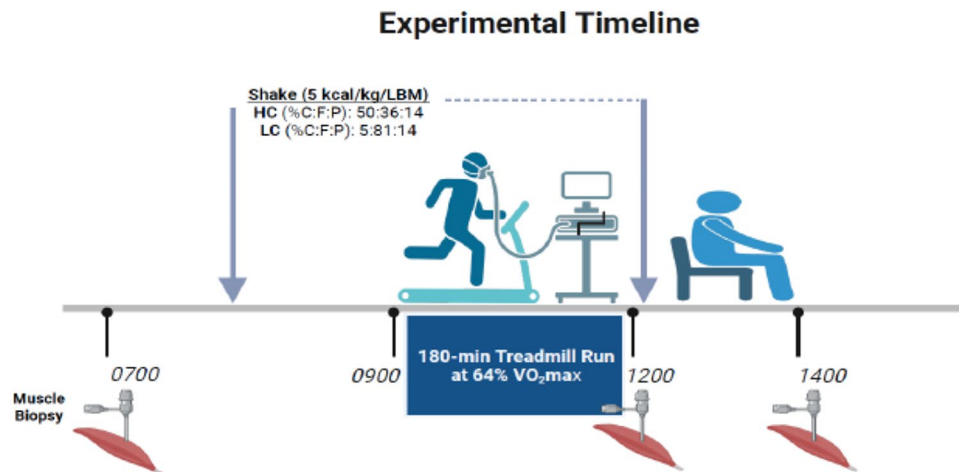 Experimental Timeline
Shake (5 kcal/kg/LBM)
HC (%C:F:P): 50:36:14
LC (%C:F:P): 5:81:14
180-min Treadmill Run
at 64% VO₂max
0700
0900
1200
1400
Muscle
Biopsy